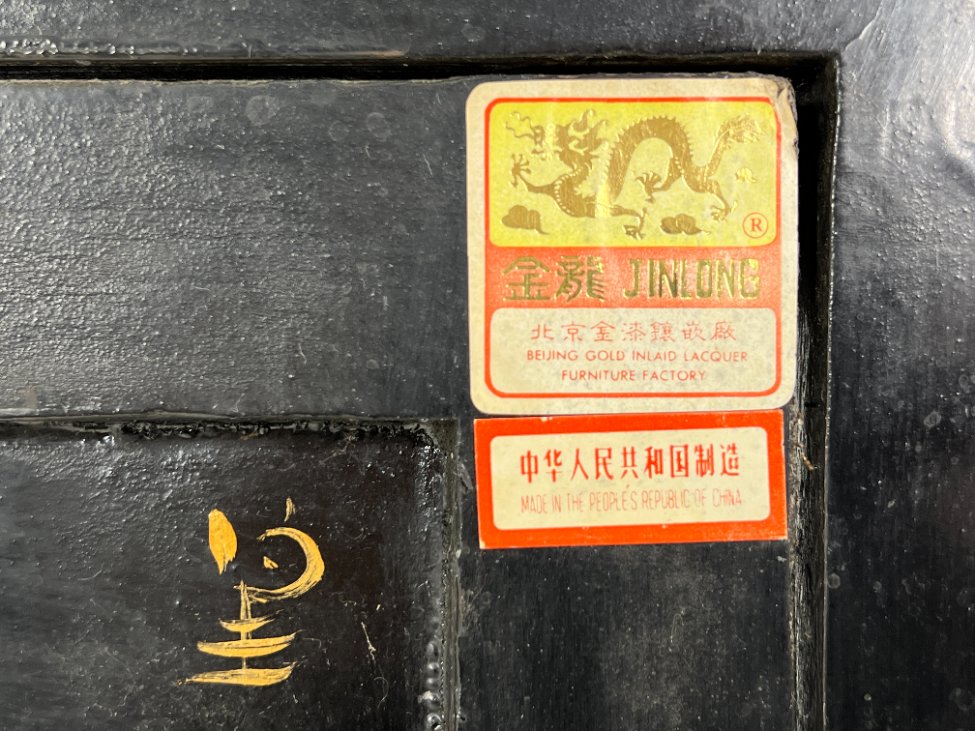 ®
金龍 JINLONG
北京金漆鑲嵌廠
BEIJING GOLD INLAID LACQUER
FURNITURE FACTORY
中华人民共和国制造
MADE IN THE PEOPLE'S REPUBLIC OF CHINA